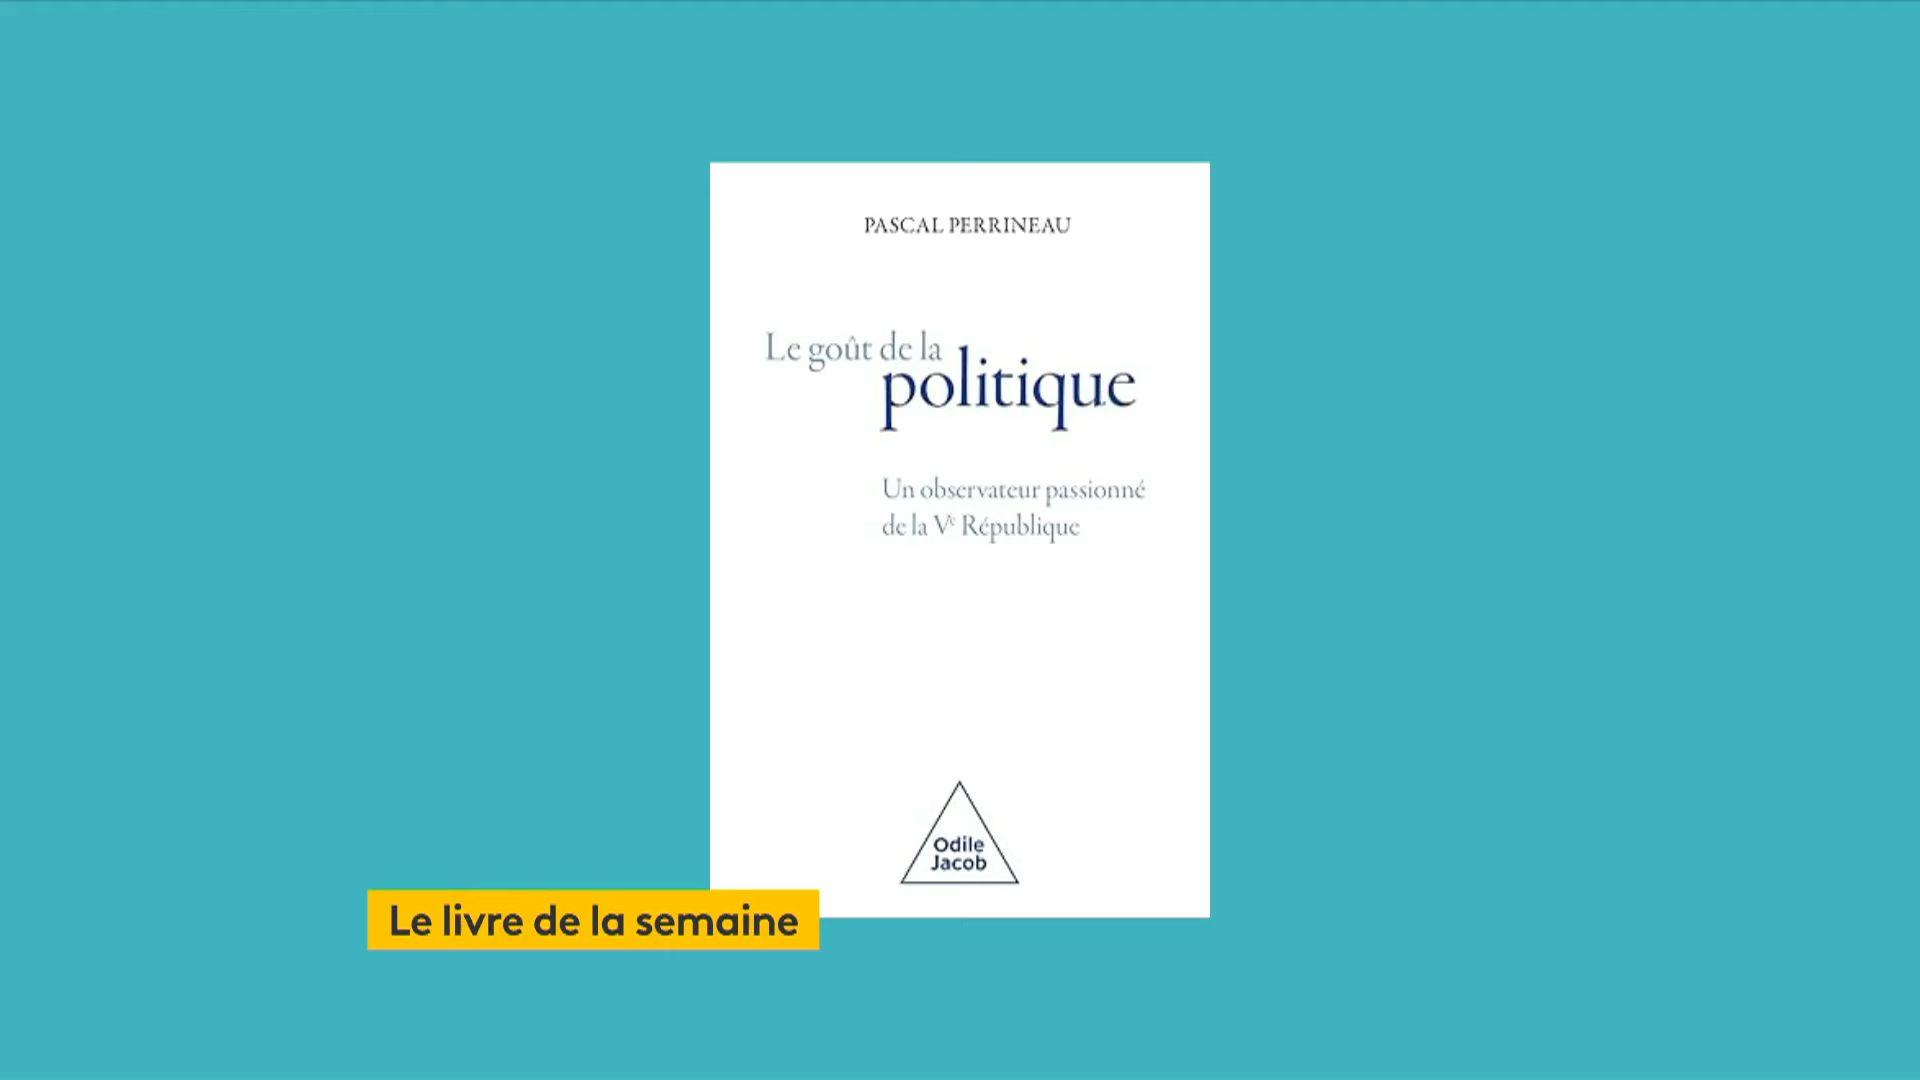 PASCAL PERRINEAU
Le goût de la
politique
Un observateur passionné
de la Vᵉ République
Odile
Jacob
Le livre de la semaine